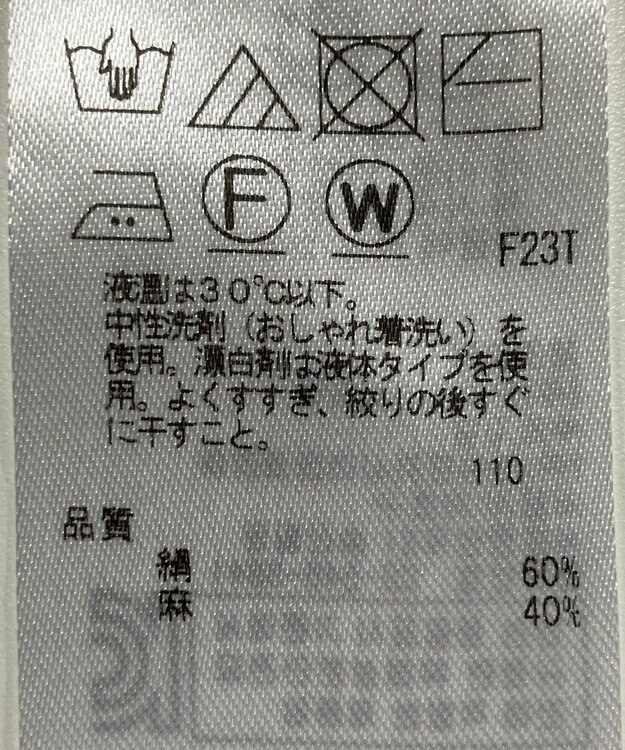 F W
F23T
液温は30℃以下。
中性洗剤（おしゃれ着洗い）を
使用。漂白剤は液体タイプを使
用。よくすすぎ、絞りの後すぐ
に干すこと。
110
品質
60%
麻 40%